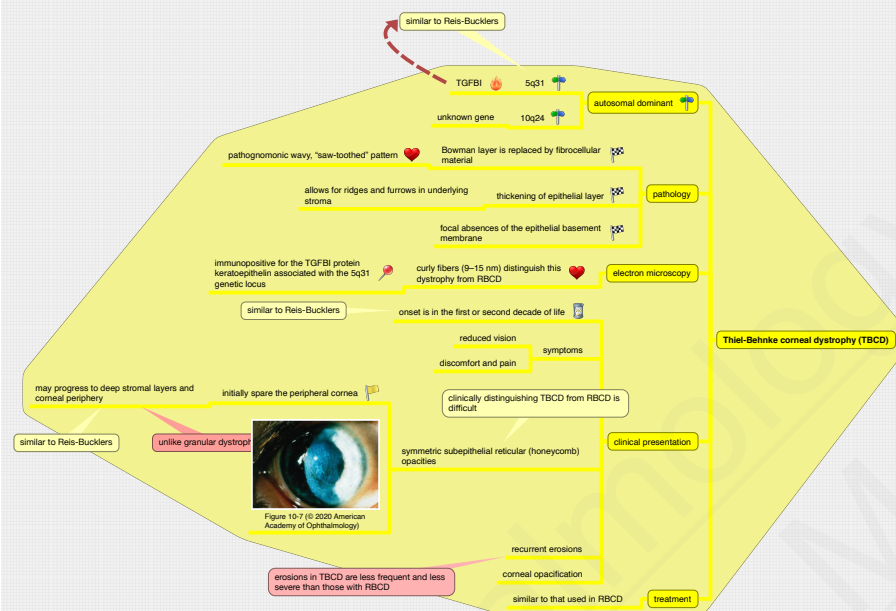 similar to Reis-Bucklers
TGFBI
5q31
autosomal dominant
unknown gene
10q24
pathognomonic wavy, "saw-toothed" pattern
Bowman layer is replaced by fibrocellular
material
allows for ridges and furrows in underlying
stroma
thickening of epithelial layer
pathology
focal absences of the epithelial basement
membrane
immunopositive for the TGFBI protein
keratoepithelin associated with the 5q31
genetic locus
curly fibers (9–15 nm) distinguish this
dystrophy from RBCD
electron microscopy
similar to Reis-Bucklers
onset is in the first or second decade of life
reduced vision
symptoms
discomfort and pain
Thiel-Behnke corneal dystrophy (TBCD)
may progress to deep stromal layers and
corneal periphery
initially spare the peripheral cornea
clinically distinguishing TBCD from RBCD is
difficult
similar to Reis-Bucklers
unlike granular dystroph
symmetric subepithelial reticular (honeycomb)
opacities
clinical presentation
Figure 10-7 (© 2020 American
Academy of Ophthalmology)
recurrent erosions
erosions in TBCD are less frequent and less
severe than those with RBCD
corneal opacification
similar to that used in RBCD
treatment